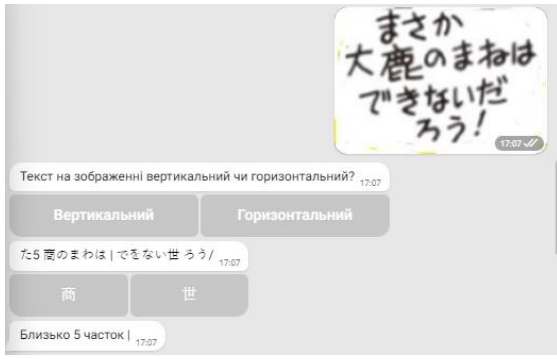 まさか
大鹿のまねは
できないだ
ろう!
17:07
Текст на зображенні вертикальний чи горизонтальний? 17:07
Вертикальний Горизонтальний
た5 商のまわは | でをない世 ろう/ 17:07
商 世
Близько 5 часток | 17:07